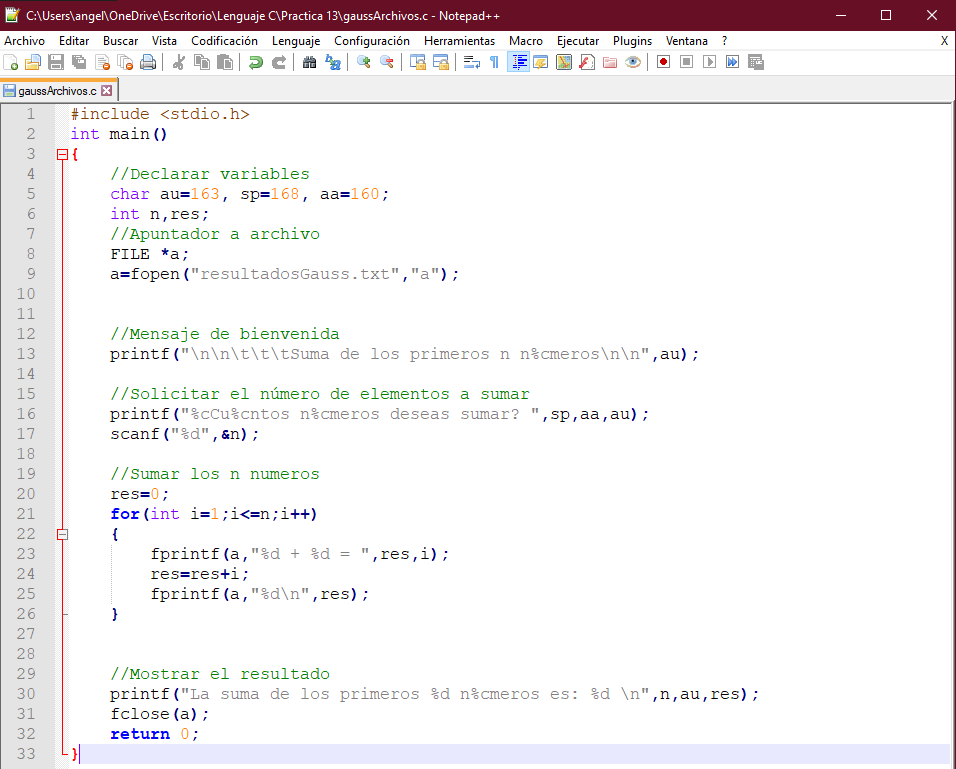 C:\Users\angel\OneDrive\Escritorio\Lenguaje C\Practica 13\gaussArchivos.c - Notepad++
Archivo Editar Buscar Vista Codificación Lenguaje Configuración Herramientas Macro Ejecutar Plugins Ventana ? X
gaussArchivos.c
1 #include <stdio.h>
2 int main()
3 {
4 //Declarar variables
5 char au=163, sp=168, aa=160;
6 int n,res;
7 //Apuntador a archivo
8 FILE *a;
9 a=fopen("resultadosGauss.txt","a");
10
11
12 //Mensaje de bienvenida
13 printf("\n\n\t\t\tSuma de los primeros n n%cmeros\n\n",au);
14
15 //Solicitar el número de elementos a sumar
16 printf("%cCu%cntos n%cmeros deseas sumar? ",sp,aa,au);
17 scanf("%d",&n);
18
19 //Sumar los n numeros
20 res=0;
21 for(int i=1;i<=n;i++)
22 {
23 fprintf(a,"%d + %d = ",res,i);
24 res=res+i;
25 fprintf(a,"%d\n",res);
26 }
27
28
29 //Mostrar el resultado
30 printf("La suma de los primeros %d n%cmeros es: %d \n",n,au,res);
31 fclose(a);
32 return 0;
33 }